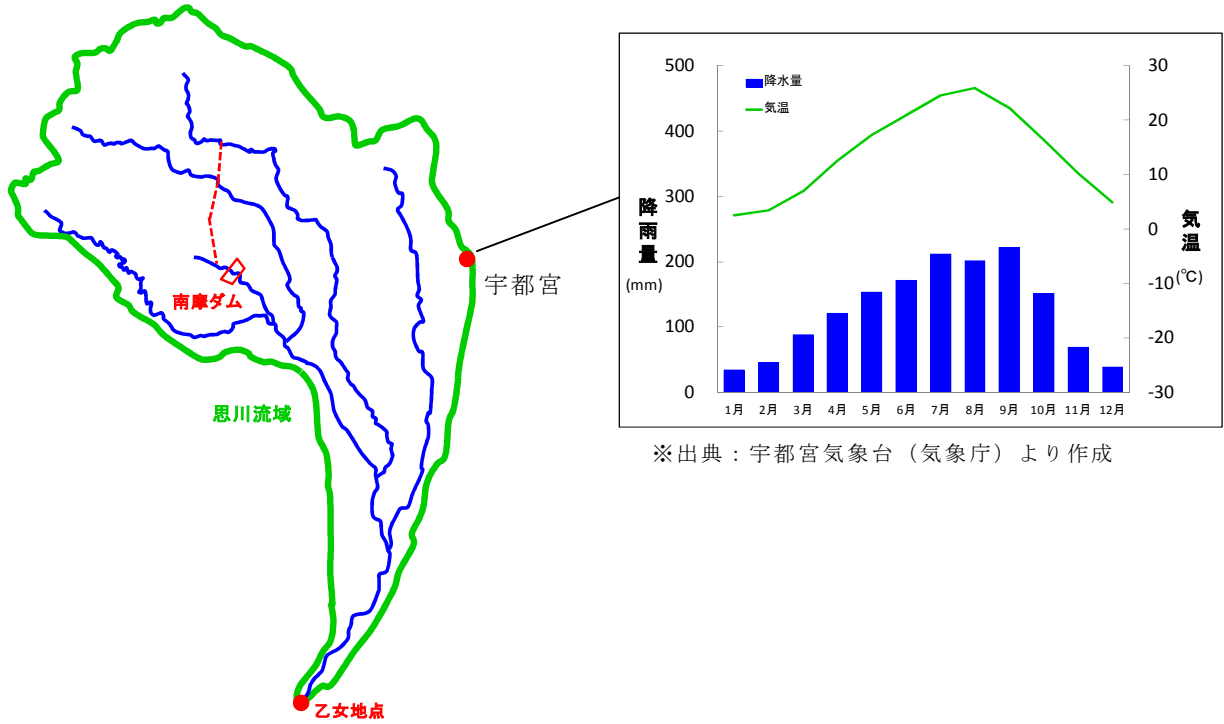 南摩ダム
思川流域
乙女地点
宇都宮
降水量
気温
降雨量
(mm)
500
400
300
200
100
0
気温
(℃)
30
20
10
0
-10
-20
-30
1月 2月 3月 4月 5月 6月 7月 8月 9月 10月 11月 12月
※出典：宇都宮気象台（気象庁）より作成